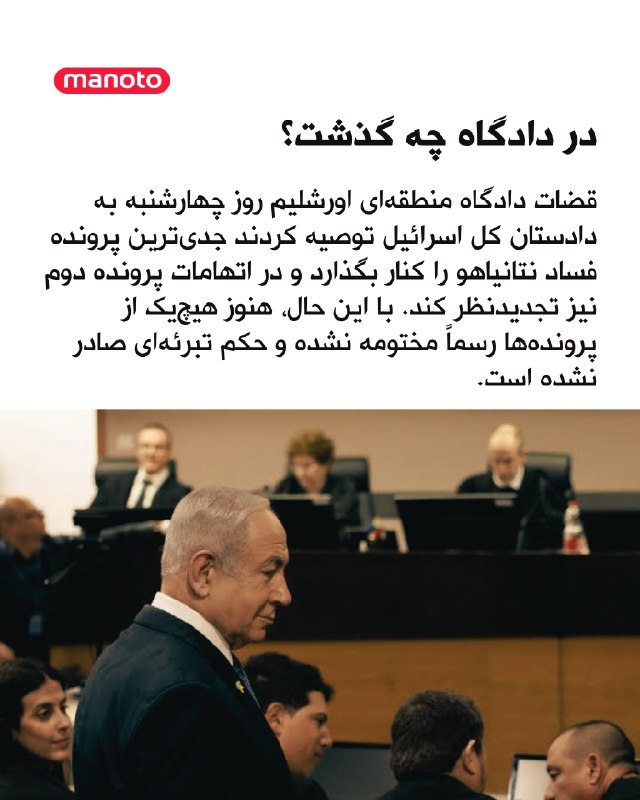 manoto
در دادگاه چه گذشت؟
قضات دادگاه منطقه‌ای اورشلیم روز چهارشنبه به
دادستان کل اسرائیل توصیه کردند جدی‌ترین پرونده
فساد نتانیاهو را کنار بگذارد و در اتهامات پرونده دوم
نیز تجدیدنظر کند. با این حال، هنوز هیچ‌یک از
پرونده‌ها رسماً مختومه نشده و حکم تبرئه‌ای صادر
نشده است.